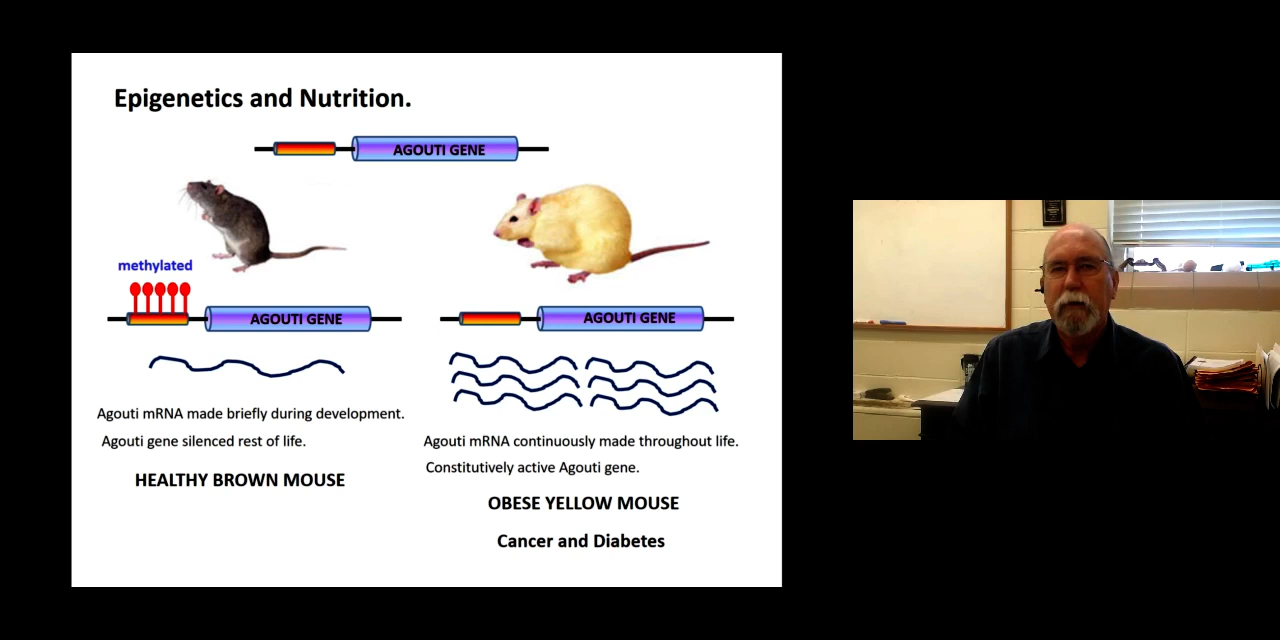 Epigenetics and Nutrition.
AGOUTI GENE
methylated
AGOUTI GENE
Agouti mRNA made briefly during development.
Agouti gene silenced rest of life.
HEALTHY BROWN MOUSE
AGOUTI GENE
Agouti mRNA continuously made throughout life.
Constitutively active Agouti gene.
OBESE YELLOW MOUSE
Cancer and Diabetes